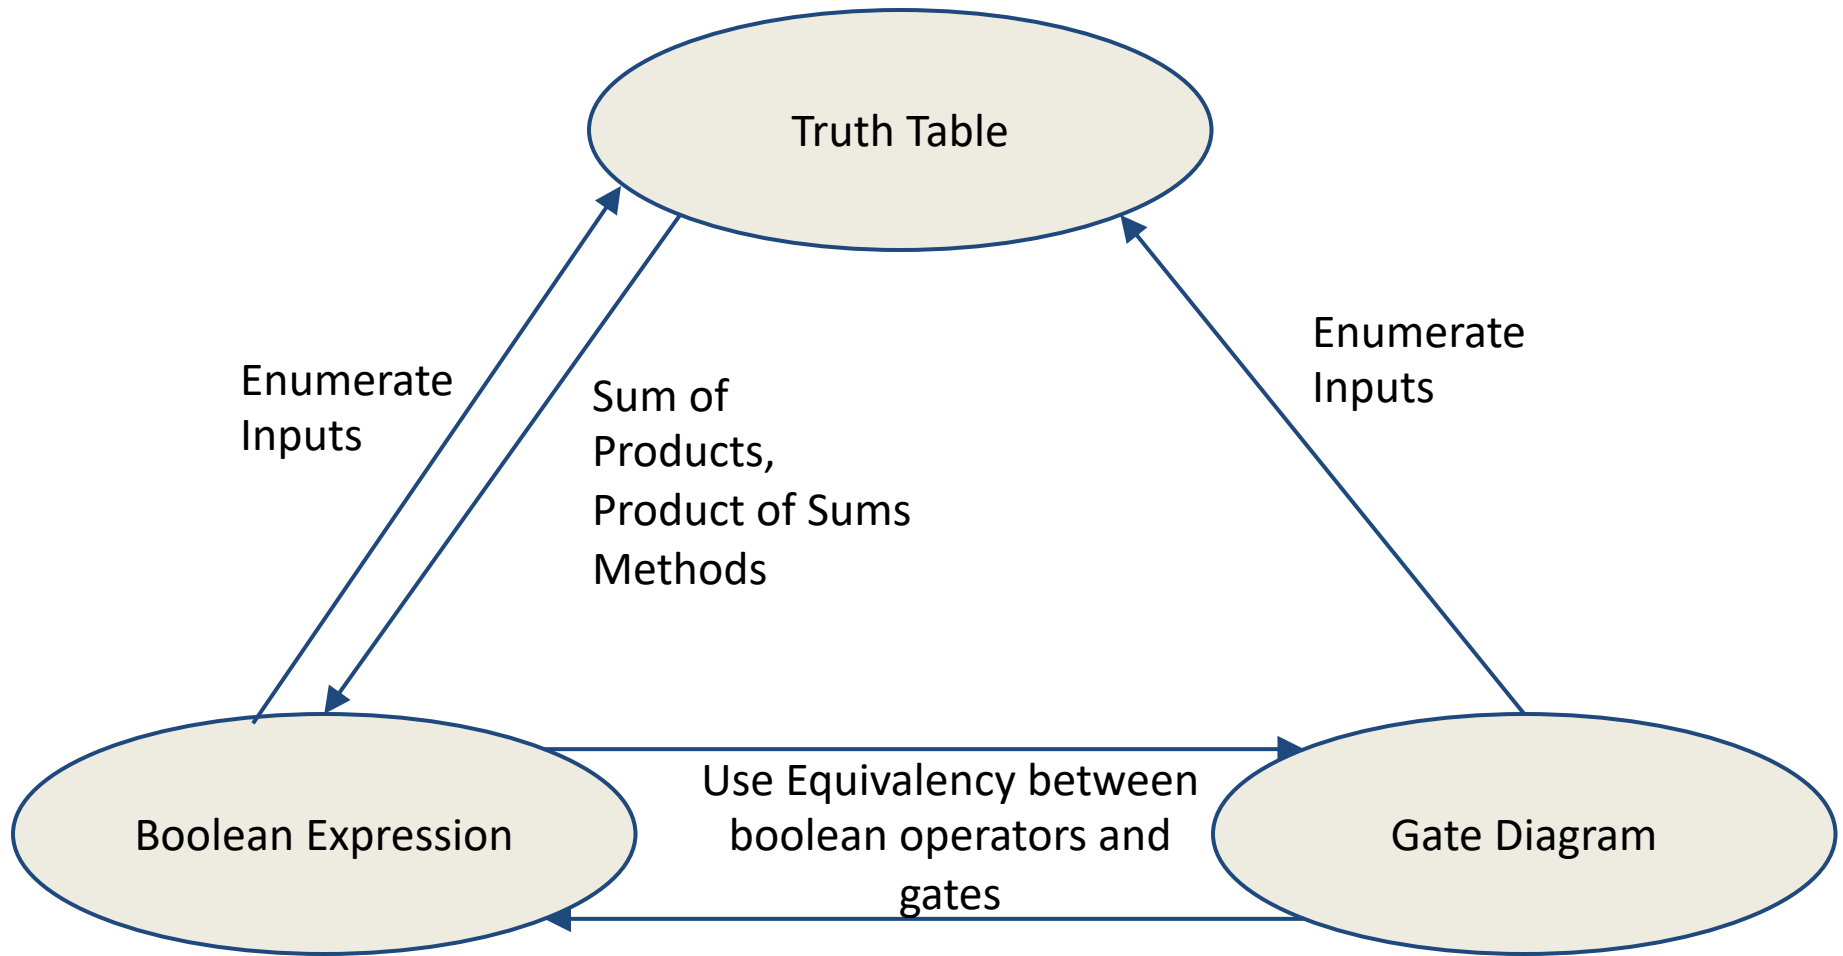 Truth Table
Enumerate
Inputs
Sum of
Products,
Product of Sums
Methods
Enumerate
Inputs
Boolean Expression
Use Equivalency between
boolean operators and
gates
Gate Diagram